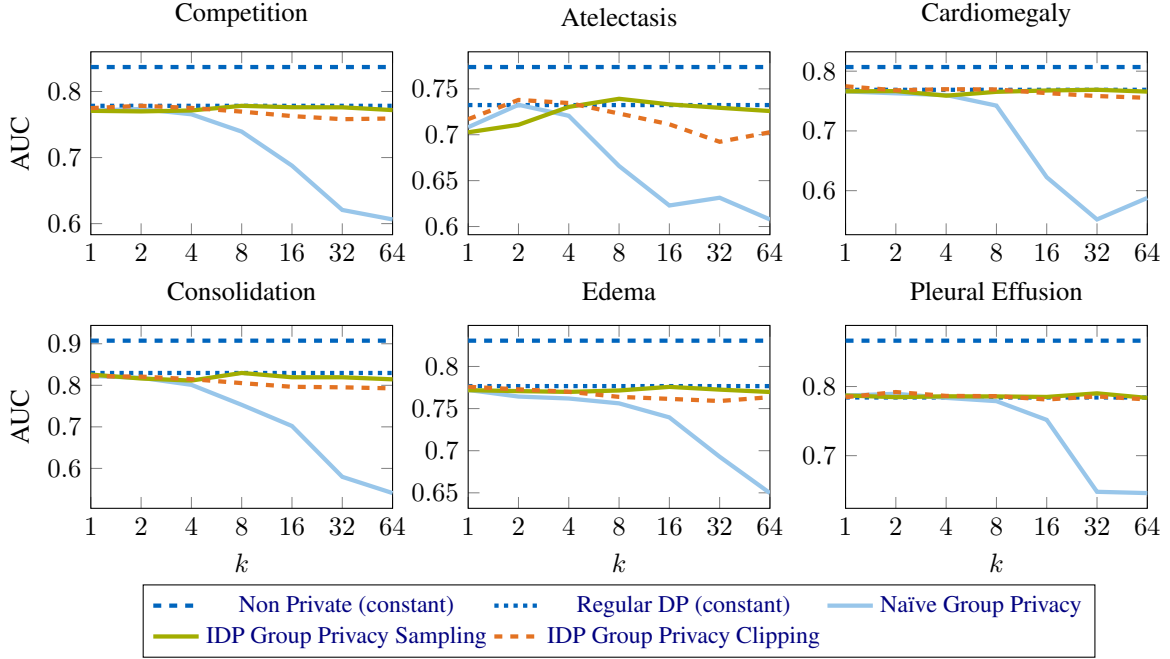 Competition
Atelectasis
Cardiomegaly
AUC
0.8
0.7
0.6
1 2 4 8 16 32 64
0.75
0.7
0.65
0.6
1 2 4 8 16 32 64
0.8
0.6
1 2 4 8 16 32 64
Consolidation
Edema
Pleural Effusion
AUC
0.9
0.8
0.7
0.6
1 2 4 8 16 32 64
k
0.8
0.75
0.7
0.65
1 2 4 8 16 32 64
k
0.8
0.7
1 2 4 8 16 32 64
k
Non Private (constant) Regular DP (constant) Naïve Group Privacy
IDP Group Privacy Sampling IDP Group Privacy Clipping